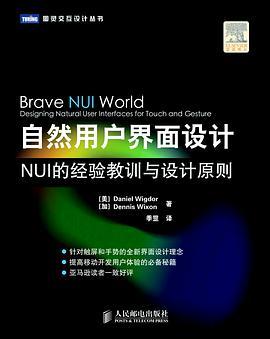 TURING
图灵交互设计丛书
Brave NUI World
Designing Natural User Interfaces for Touch and Gesture
自然用户界面设计
NUI的经验教训与设计原则
[美] Daniel Wigdor
[加] Dennis Wixon
著
季罡 译
• 针对触屏和手势的全新界面设计理念
• 提高移动开发用户体验的必备秘籍
• 亚马逊读者一致好评
人民邮电出版社
POSTS & TELECOM PRESS